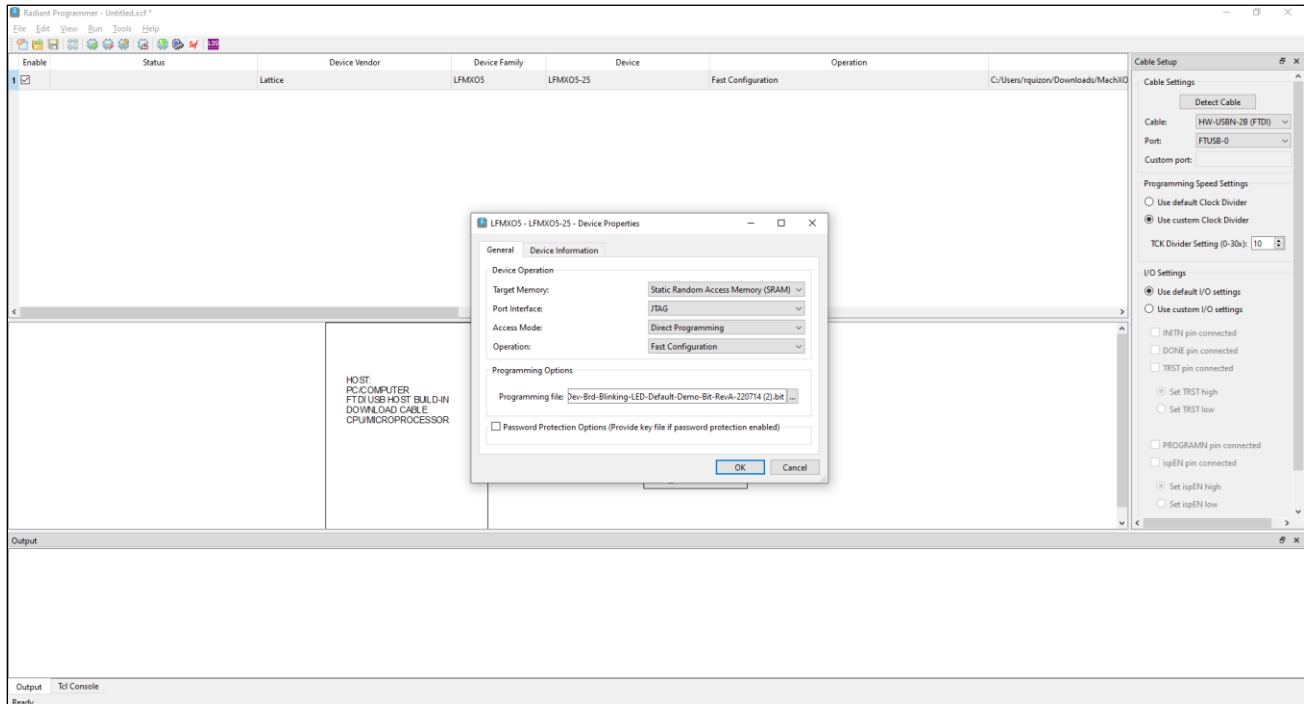 Radiant Programmer - Untitled.xcf *
File Edit View Run Tools Help
Enable Status Device Vendor Device Family Device Operation
1 Lattice LFMXO5 LFMXO5-25 Fast Configuration C:/Users/rquizon/Downloads/MachXO
Cable Setup
Cable Settings
Detect Cable
Cable: HW-USBN-2B (FTDI)
Port: FTUSB-0
Custom port:
Programming Speed Settings
Use default Clock Divider
Use custom Clock Divider
TCK Divider Setting (0-30x): 10
I/O Settings
Use default I/O settings
Use custom I/O settings
INITN pin connected
DONE pin connected
TRST pin connected
Set TRST high
Set TRST low
PROGRAMN pin connected
ispEN pin connected
Set ispEN high
Set ispEN low
LFMXO5 - LFMXO5-25 - Device Properties
General Device Information
Device Operation
Target Memory: Static Random Access Memory (SRAM)
Port Interface: JTAG
Access Mode: Direct Programming
Operation: Fast Configuration
Programming Options
Programming file: Dev-Brd-Blinking-LED-Default-Demo-Bit-RevA-220714 (2).bit ...
Password Protection Options (Provide key file if password protection enabled)
OK Cancel
HOST:
PC/COMPUTER
FTDI USB HOST BUILD-IN
DOWNLOAD CABLE
CPU/MICROPROCESSOR
Output
Output Tcl Console
Ready